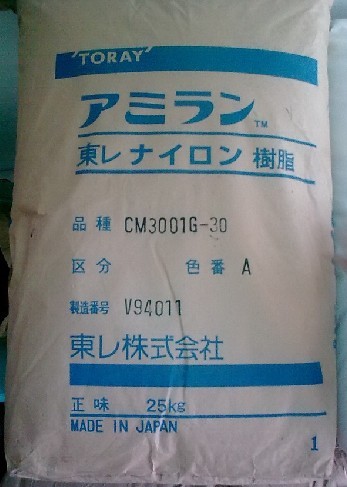 TORAY
アミラン™
東レ ナイロン 樹脂
品種 CM3001G-30
区分 色番 A
製造番号 V94011
東レ株式会社
正味 25kg
MADE IN JAPAN
1